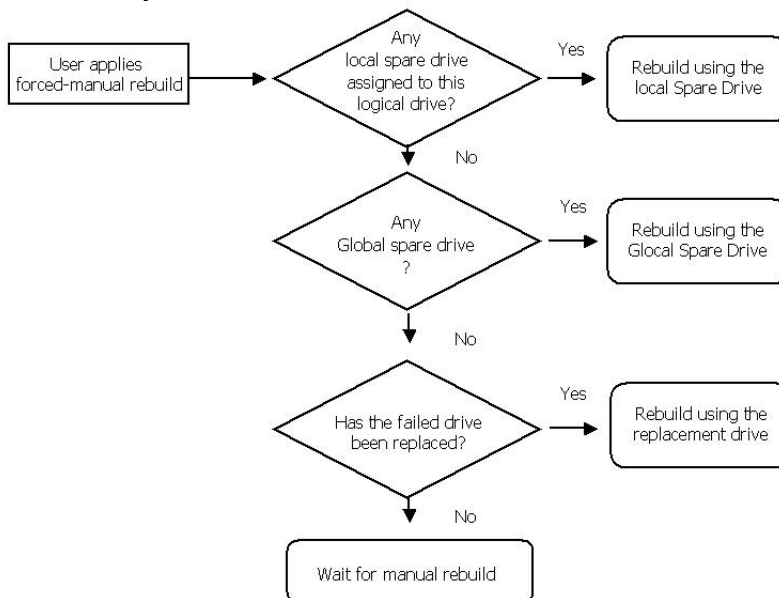 User applies
forced-manual rebuild
Any
local spare drive
assigned to this
logical drive?
Yes
Rebuild using the
local Spare Drive
No
Any
Global spare drive
?
Yes
Rebuild using the
Glocal Spare Drive
No
Has the failed drive
been replaced?
Yes
Rebuild using the
replacement drive
No
Wait for manual rebuild